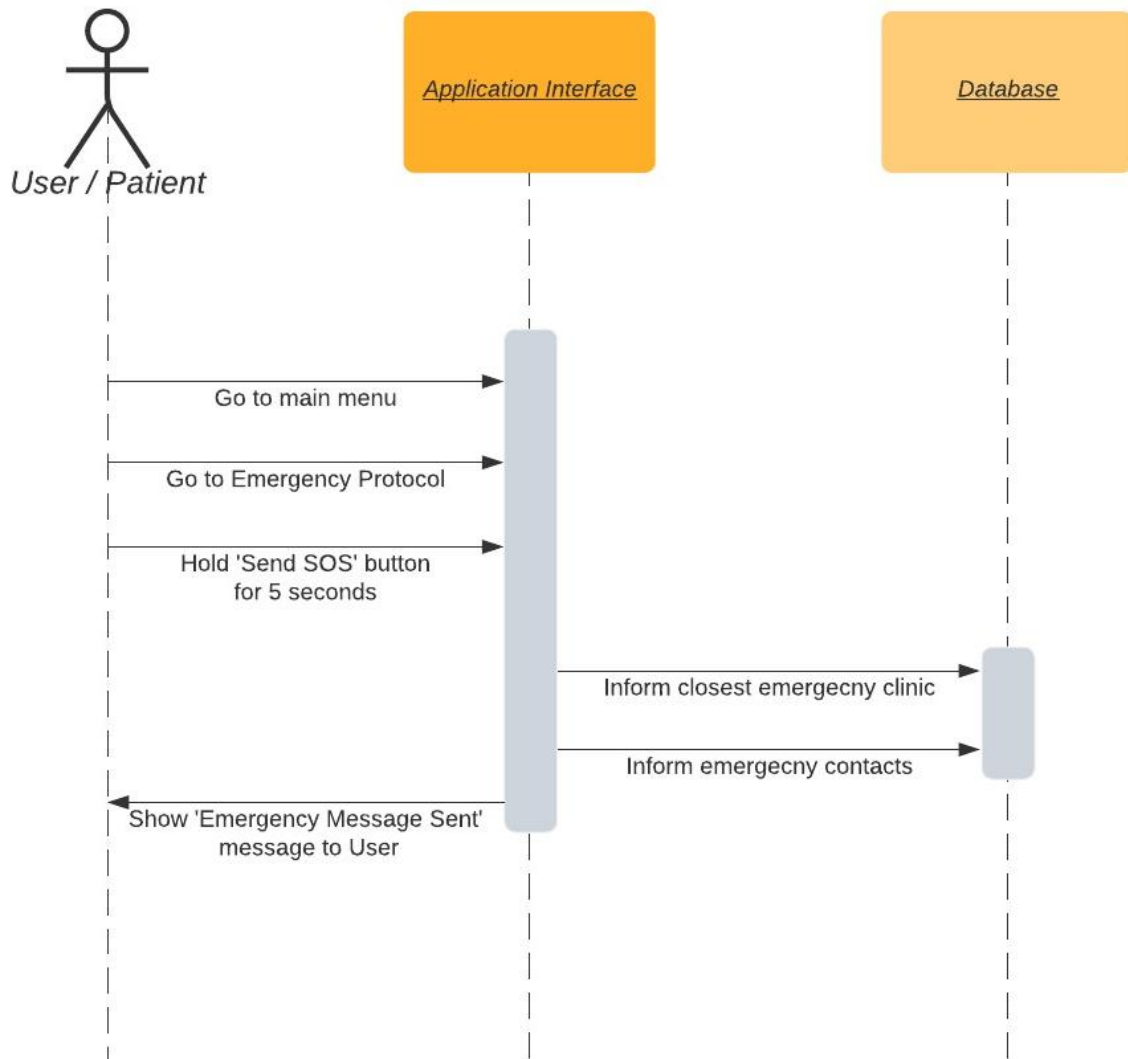 Application Interface
Database
User / Patient
Go to main menu
Go to Emergency Protocol
Hold 'Send SOS' button
for 5 seconds
Inform closest emergecny clinic
Inform emergecny contacts
Show 'Emergency Message Sent'
message to User